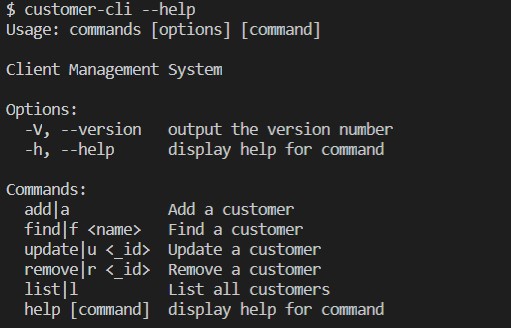 $ customer-cli --help
Usage: commands [options] [command]

Client Management System

Options:
  -V, --version   output the version number
  -h, --help      display help for command

Commands:
  add|a           Add a customer
  find|f <name>   Find a customer
  update|u <_id>  Update a customer
  remove|r <_id>  Remove a customer
  list|l          List all customers
  help [command]  display help for command